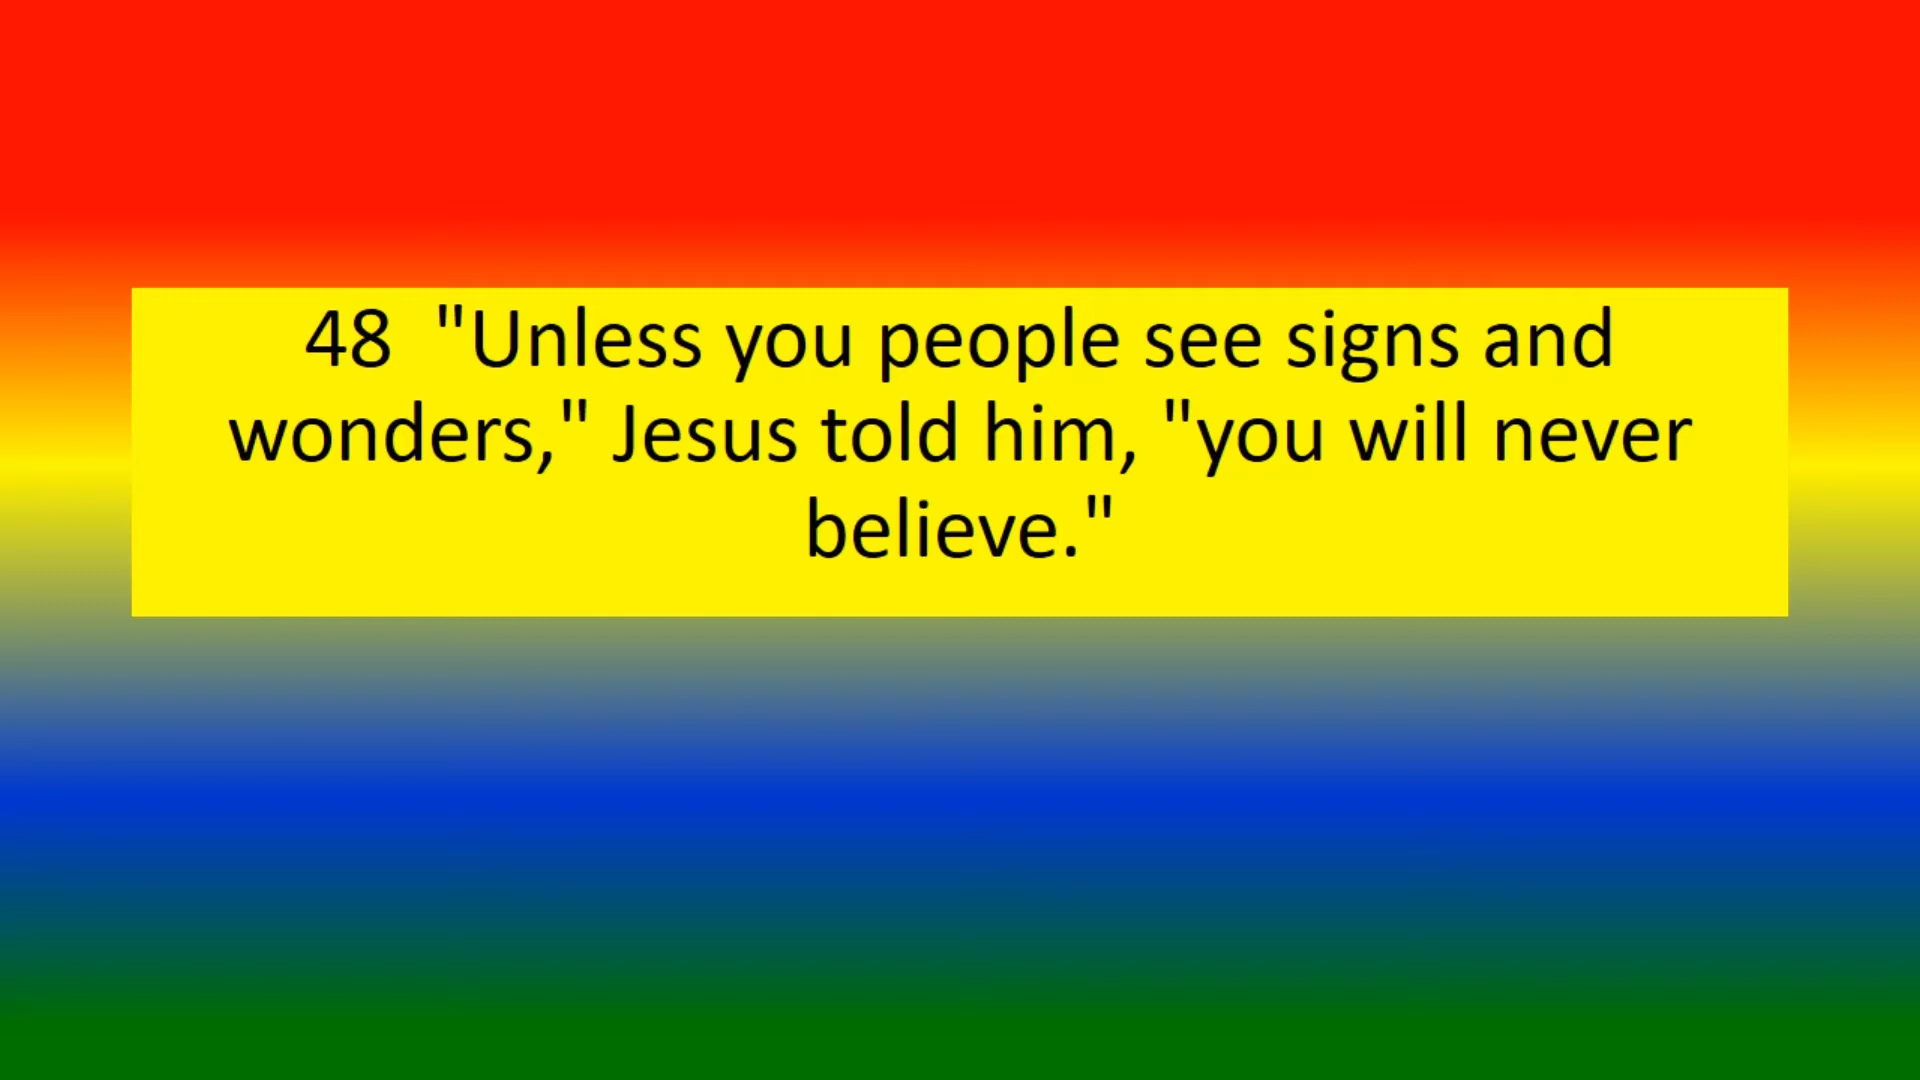 48  "Unless you people see signs and
wonders," Jesus told him, "you will never
believe."